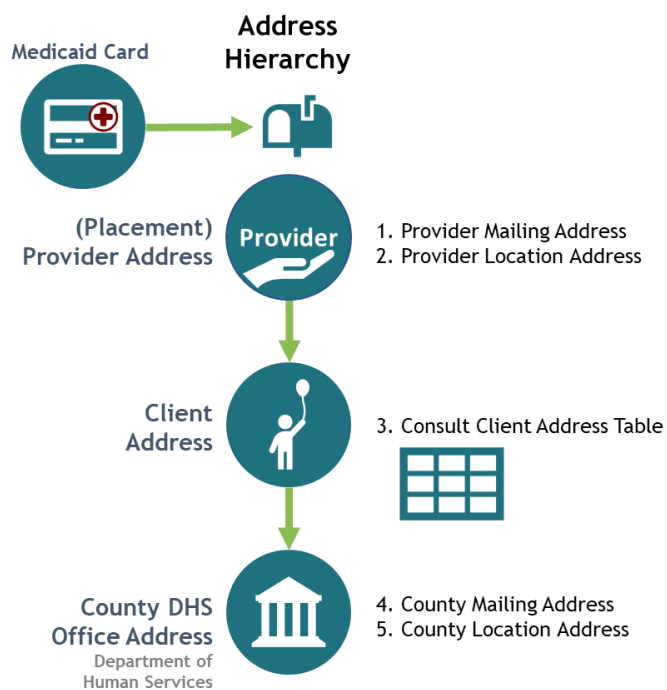 Address
Hierarchy
Medicaid Card
(Placement)
Provider Address
Provider
1. Provider Mailing Address
2. Provider Location Address
Client
Address
3. Consult Client Address Table
County DHS
Office Address
Department of
Human Services
4. County Mailing Address
5. County Location Address